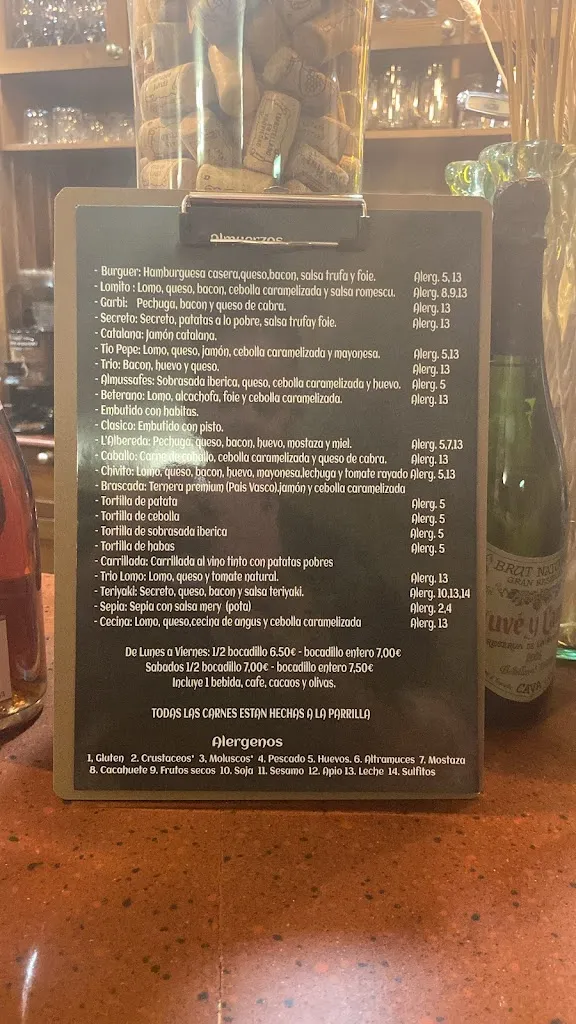 Almuerzos
- Burguer: Hamburguesa casera,queso,bacon, salsa trufa y foie. Alerg. 5, 13
- Lomito : Lomo, queso, bacon, cebolla caramelizada y salsa romescu. Alerg. 8,9,13
- Garbi: Pechuga, bacon y queso de cabra. Alerg. 13
- Secreto: Secreto, patatas a lo pobre, salsa trufay foie. Alerg. 13
- Catalana: Jamón catalana.
- Tio Pepe: Lomo, queso, jamón, cebolla caramelizada y mayonesa. Alerg. 5,13
- Trio: Bacon, huevo y queso. Alerg. 13
- Almussafes: Sobrasada iberica, queso, cebolla caramelizada y huevo. Alerg. 5
- Beterano: Lomo, alcachofa, foie y cebolla caramelizada. Alerg. 13
- Embutido con habitas.
- Clasico: Embutido con pisto.
- L'Albereda: Pechuga, queso, bacon, huevo, mostaza y miel. Alerg. 5,7,13
- Caballo: Carne de caballo, cebolla caramelizada y queso de cabra. Alerg. 13
- Chivito: Lomo, queso, bacon, huevo, mayonesa,lechuga y tomate rayado Alerg. 5,13
- Brascada: Ternera premium (Pais Vasco),jamón y cebolla caramelizada
- Tortilla de patata Alerg. 5
- Tortilla de cebolla Alerg. 5
- Tortilla de sobrasada iberica Alerg. 5
- Tortilla de habas Alerg. 5
- Carrillada: Carrillada al vino tinto con patatas pobres
- Trio Lomo: Lomo, queso y tomate natural. Alerg. 13
- Teriyaki: Secreto, queso, bacon y salsa teriyaki. Alerg. 10,13,14
- Sepia: Sepia con salsa mery (pota) Alerg. 2,4
- Cecina: Lomo, queso,cecina de angus y cebolla caramelizada Alerg. 13
De Lunes a Viernes: 1/2 bocadillo 6.50€ - bocadillo entero 7,00€
Sabados 1/2 bocadillo 7,00€ - bocadillo entero 7,50€
Incluye 1 bebida, cafe, cacaos y olivas.
TODAS LAS CARNES ESTAN HECHAS A LA PARRILLA
Alergenos
1, Gluten 2. Crustaceos' 3, Moluscos' 4. Pescado 5. Huevos. 6. Altramuces 7, Mostaza
8. Cacahuete 9. Frutos secos 10. Soja 11. Sesamo 12. Apio 13. Leche 14. Sulfitos
BRUT
GRAN
CAVA